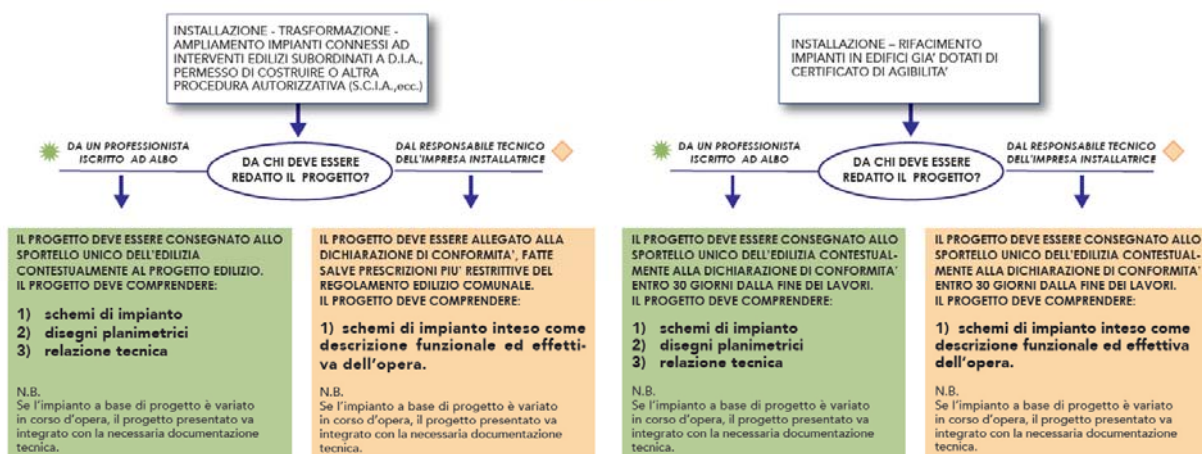 INSTALLAZIONE - TRASFORMAZIONE -
AMPLIAMENTO IMPIANTI CONNESSI AD
INTERVENTI EDILIZI SUBORDINATI A D.I.A.,
PERMESSO DI COSTRUIRE O ALTRA
PROCEDURA AUTORIZZATIVA (S.C.I.A.,ecc.)
DA UN PROFESSIONISTA
ISCRITTO AD ALBO
DA CHI DEVE ESSERE
REDATTO IL PROGETTO?
DAL RESPONSABILE TECNICO
DELL'IMPRESA INSTALLATRICE
IL PROGETTO DEVE ESSERE CONSEGNATO ALLO
SPORTELLO UNICO DELL'EDILIZIA
CONTESTUALMENTE AL PROGETTO EDILIZIO.
IL PROGETTO DEVE COMPRENDERE:
1) schemi di impianto
2) disegni planimetrici
3) relazione tecnica
N.B.
Se l'impianto a base di progetto è variato
in corso d'opera, il progetto presentato va
integrato con la necessaria documentazione
tecnica.
IL PROGETTO DEVE ESSERE ALLEGATO ALLA
DICHIARAZIONE DI CONFORMITA', FATTE
SALVE PRESCRIZIONI PIU' RESTRITTIVE DEL
REGOLAMENTO EDILIZIO COMUNALE.
IL PROGETTO DEVE COMPRENDERE:
1) schemi di impianto inteso come
descrizione funzionale ed effetti-
va dell'opera.
N.B.
Se l'impianto a base di progetto è variato
in corso d'opera, il progetto presentato va
integrato con la necessaria documentazione
tecnica.
INSTALLAZIONE – RIFACIMENTO
IMPIANTI IN EDIFICI GIA' DOTATI DI
CERTIFICATO DI AGIBILITA'
DA UN PROFESSIONISTA
ISCRITTO AD ALBO
DA CHI DEVE ESSERE
REDATTO IL PROGETTO?
DAL RESPONSABILE TECNICO
DELL'IMPRESA INSTALLATRICE
IL PROGETTO DEVE ESSERE CONSEGNATO ALLO
SPORTELLO UNICO DELL'EDILIZIA CONTESTUAL-
MENTE ALLA DICHIARAZIONE DI CONFORMITA'
ENTRO 30 GIORNI DALLA FINE DEI LAVORI.
IL PROGETTO DEVE COMPRENDERE:
1) schemi di impianto
2) disegni planimetrici
3) relazione tecnica
N.B.
Se l'impianto a base di progetto è variato
in corso d'opera, il progetto presentato va
integrato con la necessaria documentazione
tecnica.
IL PROGETTO DEVE ESSERE CONSEGNATO ALLO
SPORTELLO UNICO DELL'EDILIZIA CONTESTUAL-
MENTE ALLA DICHIARAZIONE DI CONFORMITA'
ENTRO 30 GIORNI DALLA FINE DEI LAVORI.
IL PROGETTO DEVE COMPRENDERE:
1) schemi di impianto inteso come
descrizione funzionale ed effettiva
dell'opera.
N.B.
Se l'impianto a base di progetto è variato
in corso d'opera, il progetto presentato va
integrato con la necessaria documentazione
tecnica.